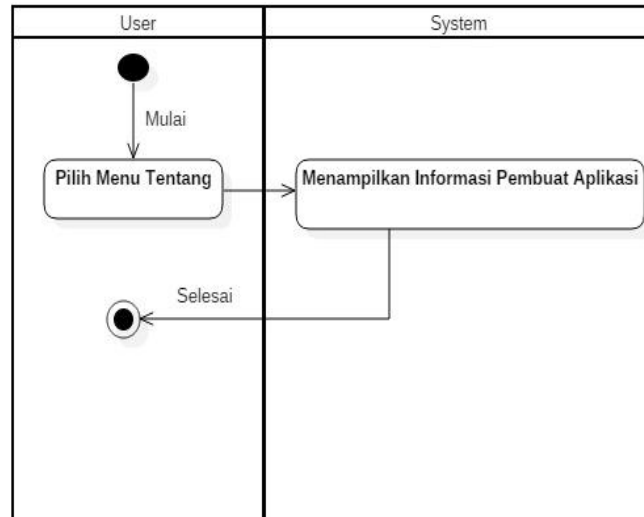 User
System
Mulai
Pilih Menu Tentang
Menampilkan Informasi Pembuat Aplikasi
Selesai